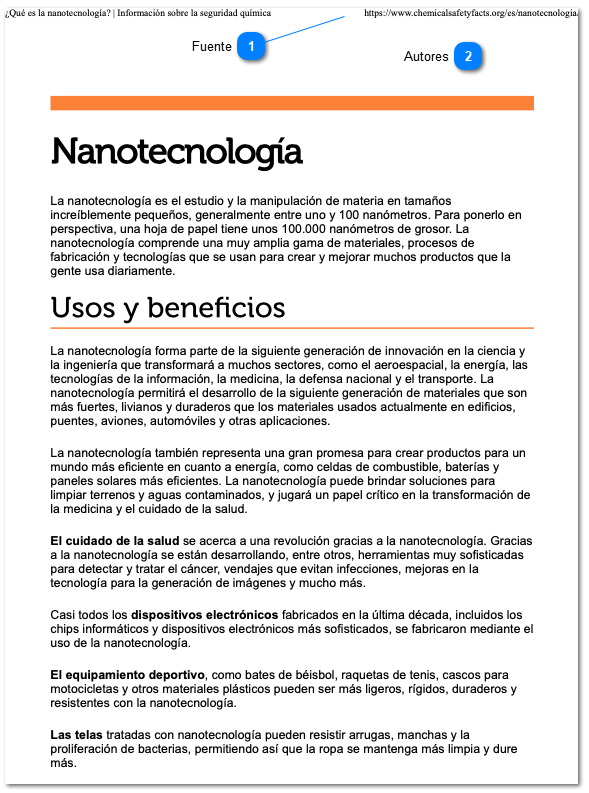 ¿Qué es la nanotecnología? | Información sobre la seguridad química
https://www.chemicalsafetyfacts.org/es/nanotecnologia/
Fuente 1
Autores 2
Nanotecnología
La nanotecnología es el estudio y la manipulación de materia en tamaños
increíblemente pequeños, generalmente entre uno y 100 nanómetros. Para ponerlo en
perspectiva, una hoja de papel tiene unos 100.000 nanómetros de grosor. La
nanotecnología comprende una muy amplia gama de materiales, procesos de
fabricación y tecnologías que se usan para crear y mejorar muchos productos que la
gente usa diariamente.
Usos y beneficios
La nanotecnología forma parte de la siguiente generación de innovación en la ciencia y
la ingeniería que transformará a muchos sectores, como el aeroespacial, la energía, las
tecnologías de la información, la medicina, la defensa nacional y el transporte. La
nanotecnología permitirá el desarrollo de la siguiente generación de materiales que son
más fuertes, livianos y duraderos que los materiales usados actualmente en edificios,
puentes, aviones, automóviles y otras aplicaciones.
La nanotecnología también representa una gran promesa para crear productos para un
mundo más eficiente en cuanto a energía, como celdas de combustible, baterías y
paneles solares más eficientes. La nanotecnología puede brindar soluciones para
limpiar terrenos y aguas contaminados, y jugará un papel crítico en la transformación de
la medicina y el cuidado de la salud.
El cuidado de la salud se acerca a una revolución gracias a la nanotecnología. Gracias
a la nanotecnología se están desarrollando, entre otros, herramientas muy sofisticadas
para detectar y tratar el cáncer, vendajes que evitan infecciones, mejoras en la
tecnología para la generación de imágenes y mucho más.
Casi todos los dispositivos electrónicos fabricados en la última década, incluidos los
chips informáticos y dispositivos electrónicos más sofisticados, se fabricaron mediante el
uso de la nanotecnología.
El equipamiento deportivo, como bates de béisbol, raquetas de tenis, cascos para
motocicletas y otros materiales plásticos pueden ser más ligeros, rígidos, duraderos y
resistentes con la nanotecnología.
Las telas tratadas con nanotecnología pueden resistir arrugas, manchas y la
proliferación de bacterias, permitiendo así que la ropa se mantenga más limpia y dure
más.